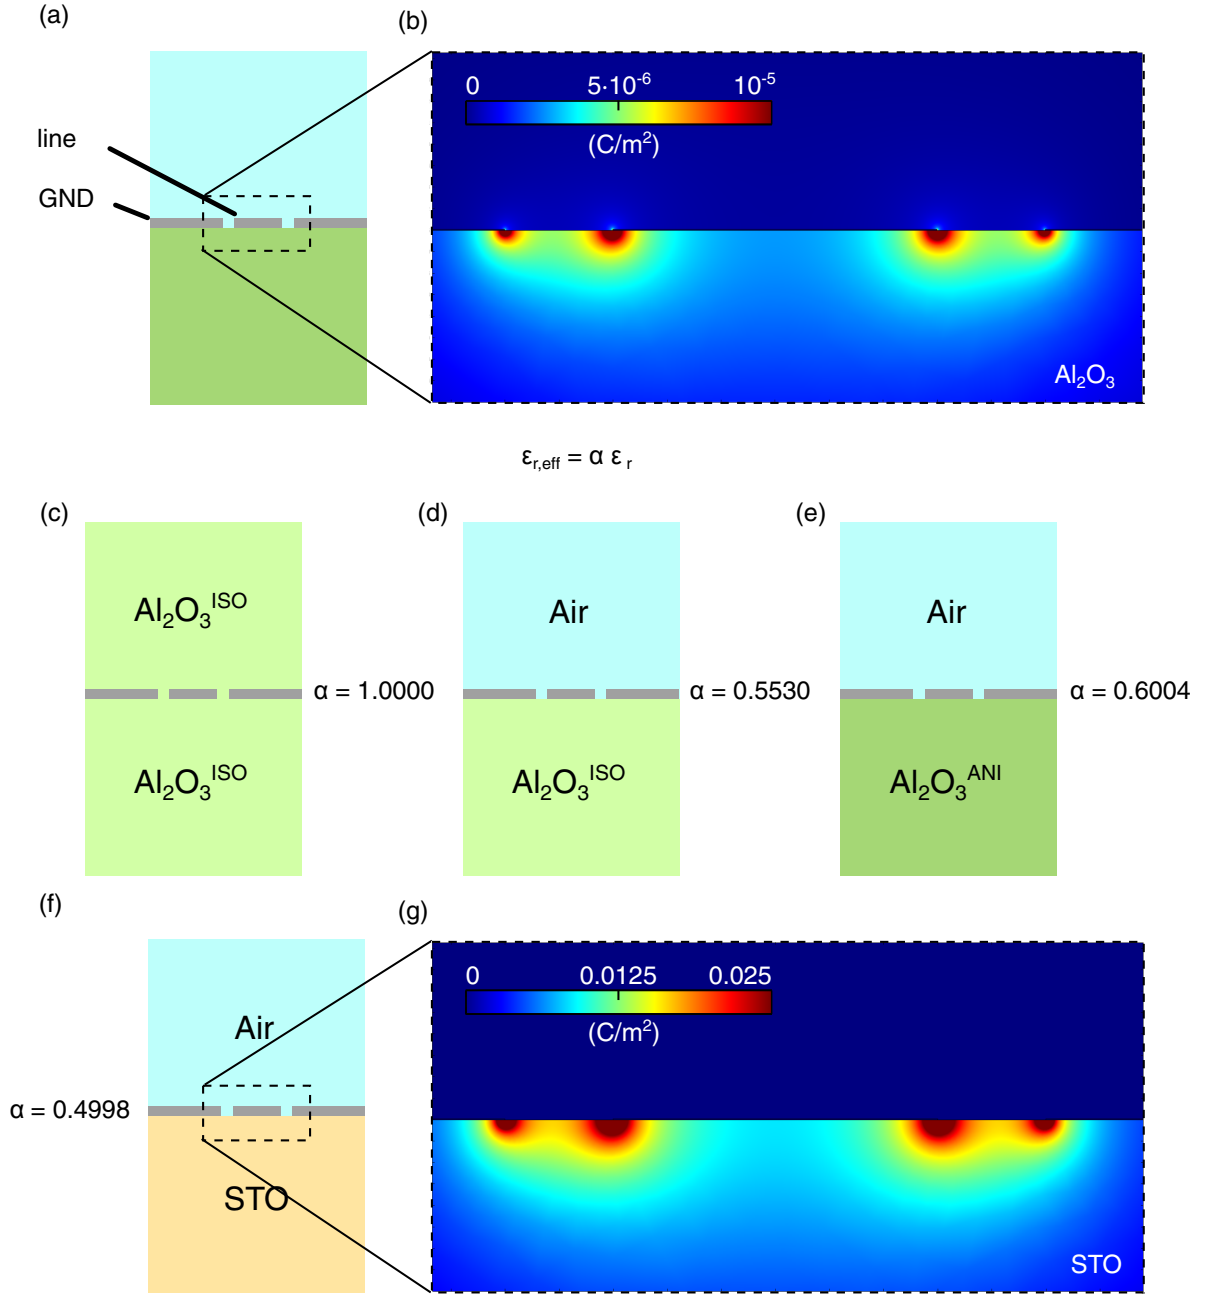 (a)
(b)
line
GND
0 5·10⁻⁶ 10⁻⁵
(C/m²)
Al₂O₃
εr,eff = α εr
(c)
(d)
(e)
Al₂O₃ᴵˢᴼ
Air
Air
α = 1.0000
α = 0.5530
α = 0.6004
Al₂O₃ᴵˢᴼ
Al₂O₃ᴵˢᴼ
Al₂O₃ᴬᴺᴵ
(f)
(g)
0 0.0125 0.025
(C/m²)
Air
α = 0.4998
STO
STO